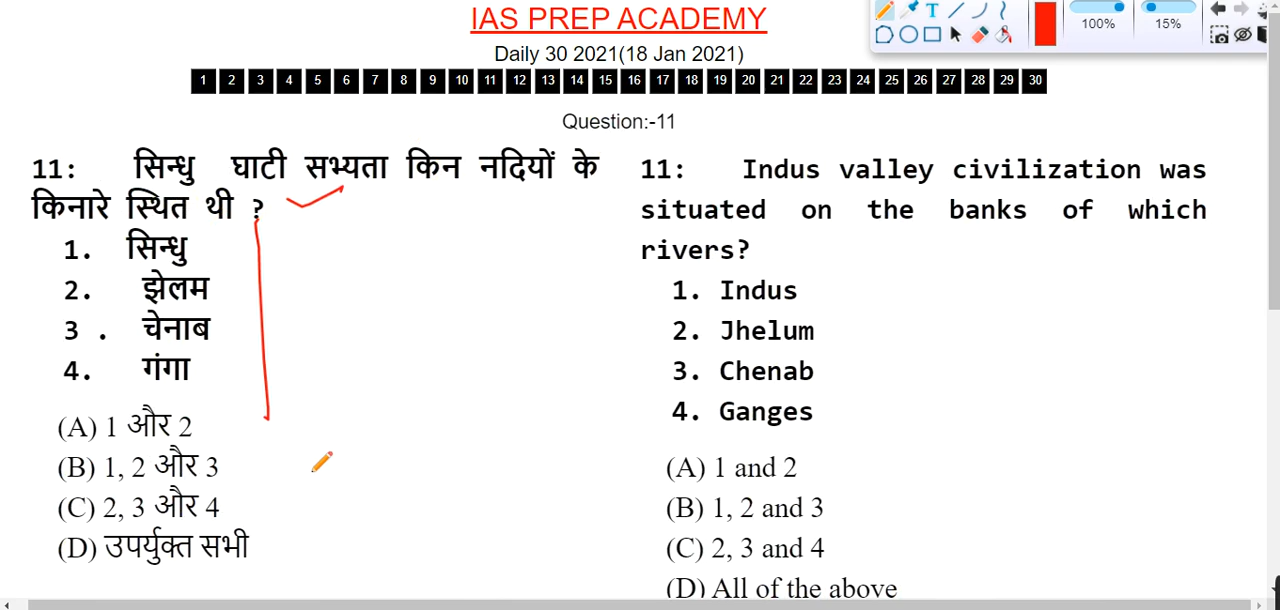 IAS PREP ACADEMY
Daily 30 2021(18 Jan 2021)
1 2 3 4 5 6 7 8 9 10 11 12 13 14 15 16 17 18 19 20 21 22 23 24 25 26 27 28 29 30
100%
15%
Question:-11
11: सिन्धु घाटी सभ्यता किन नदियों के
किनारे स्थित थी ?
1. सिन्धु
2. झेलम
3 . चेनाब
4. गंगा
(A) 1 और 2
(B) 1, 2 और 3
(C) 2, 3 और 4
(D) उपर्युक्त सभी
11: Indus valley civilization was
situated on the banks of which
rivers?
1. Indus
2. Jhelum
3. Chenab
4. Ganges
(A) 1 and 2
(B) 1, 2 and 3
(C) 2, 3 and 4
(D) All of the above